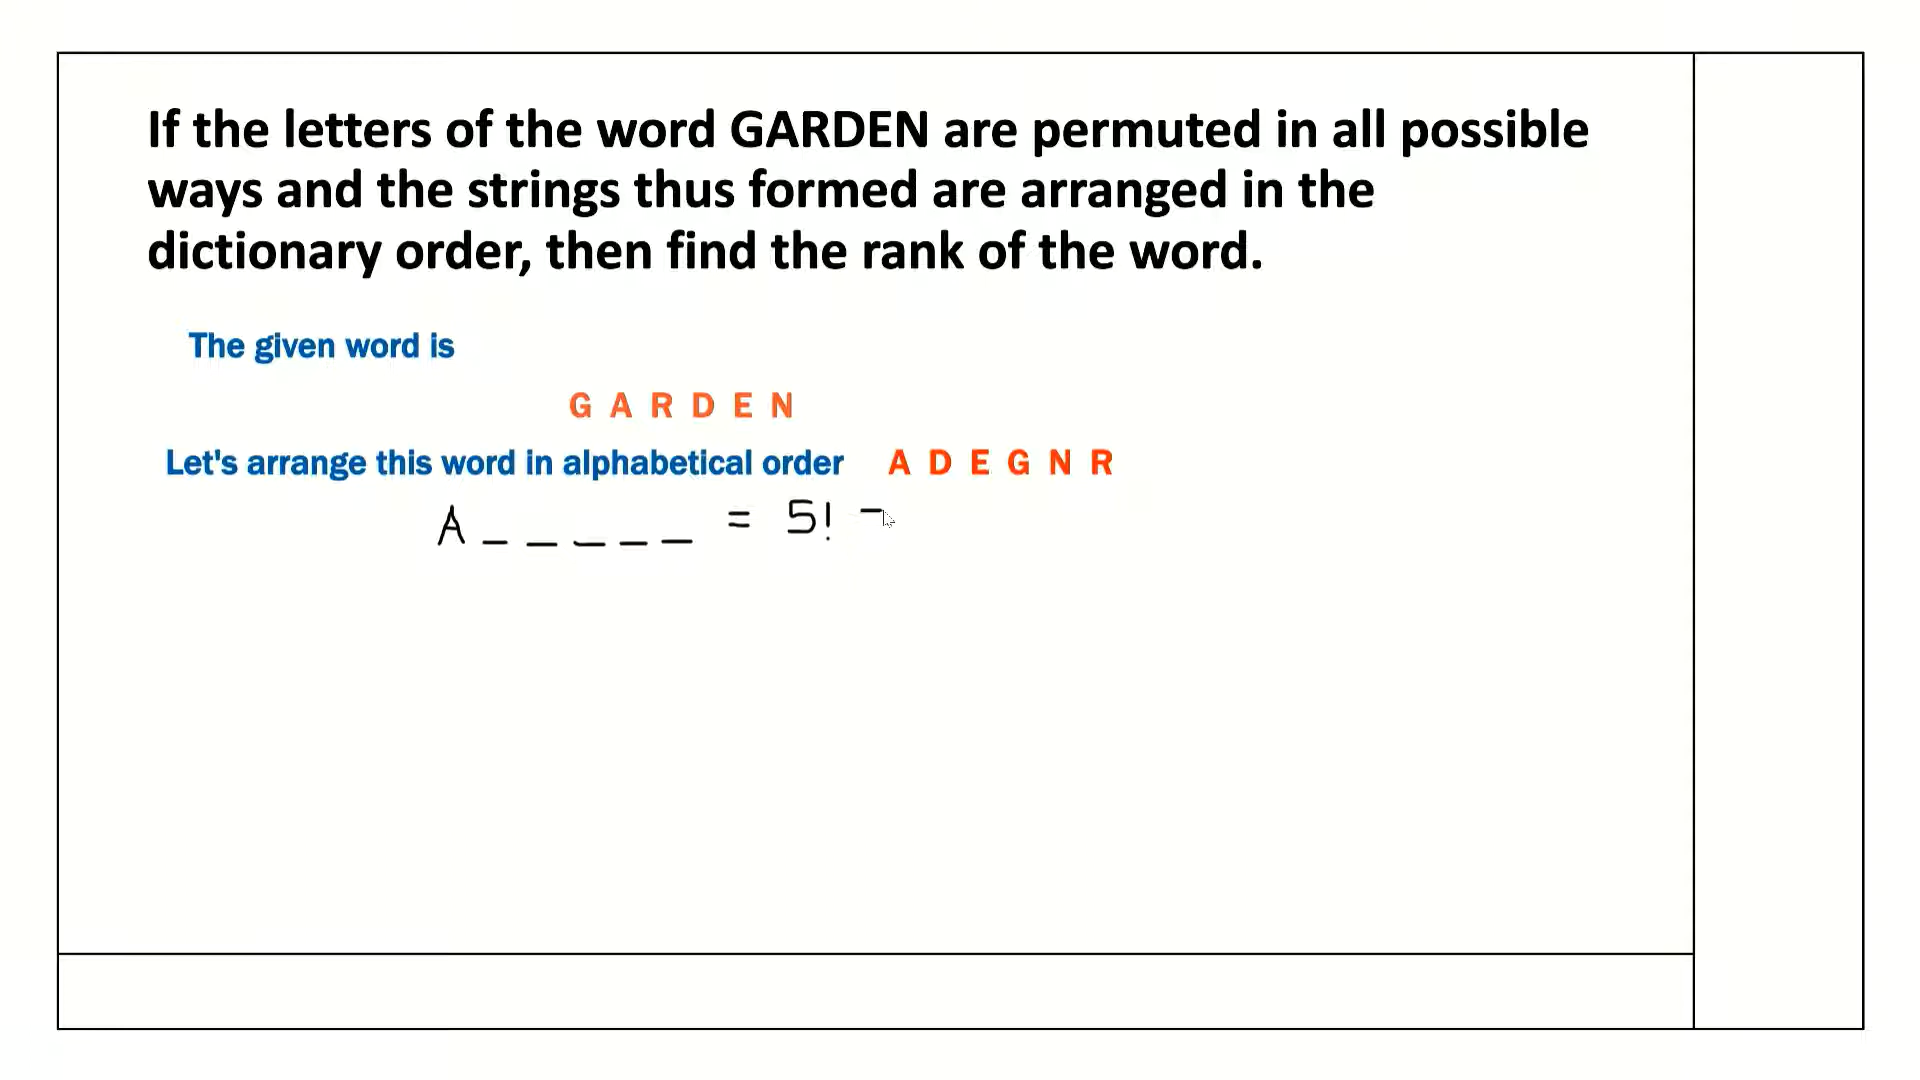 If the letters of the word GARDEN are permuted in all possible
ways and the strings thus formed are arranged in the
dictionary order, then find the rank of the word.
The given word is
G A R D E N
Let's arrange this word in alphabetical order A D E G N R
A _ _ _ _ _ = 5! -